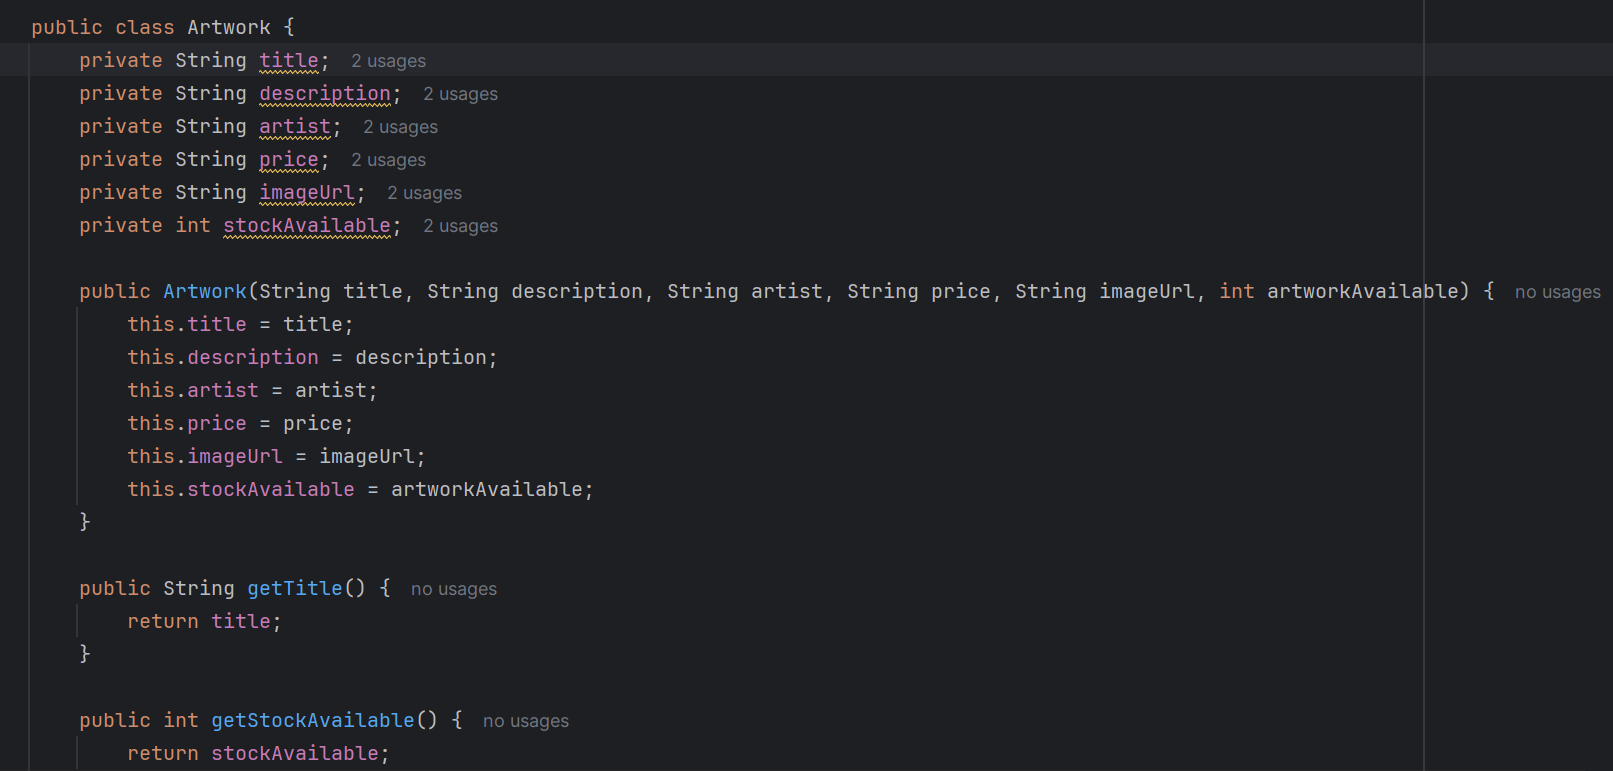 public class Artwork {
private String title; 2 usages
private String description; 2 usages
private String artist; 2 usages
private String price; 2 usages
private String imageUrl; 2 usages
private int stockAvailable; 2 usages
public Artwork(String title, String description, String artist, String price, String imageUrl, int artworkAvailable) { no usages
this.title = title;
this.description = description;
this.artist = artist;
this.price = price;
this.imageUrl = imageUrl;
this.stockAvailable = artworkAvailable;
}
public String getTitle() { no usages
return title;
}
public int getStockAvailable() { no usages
return stockAvailable;